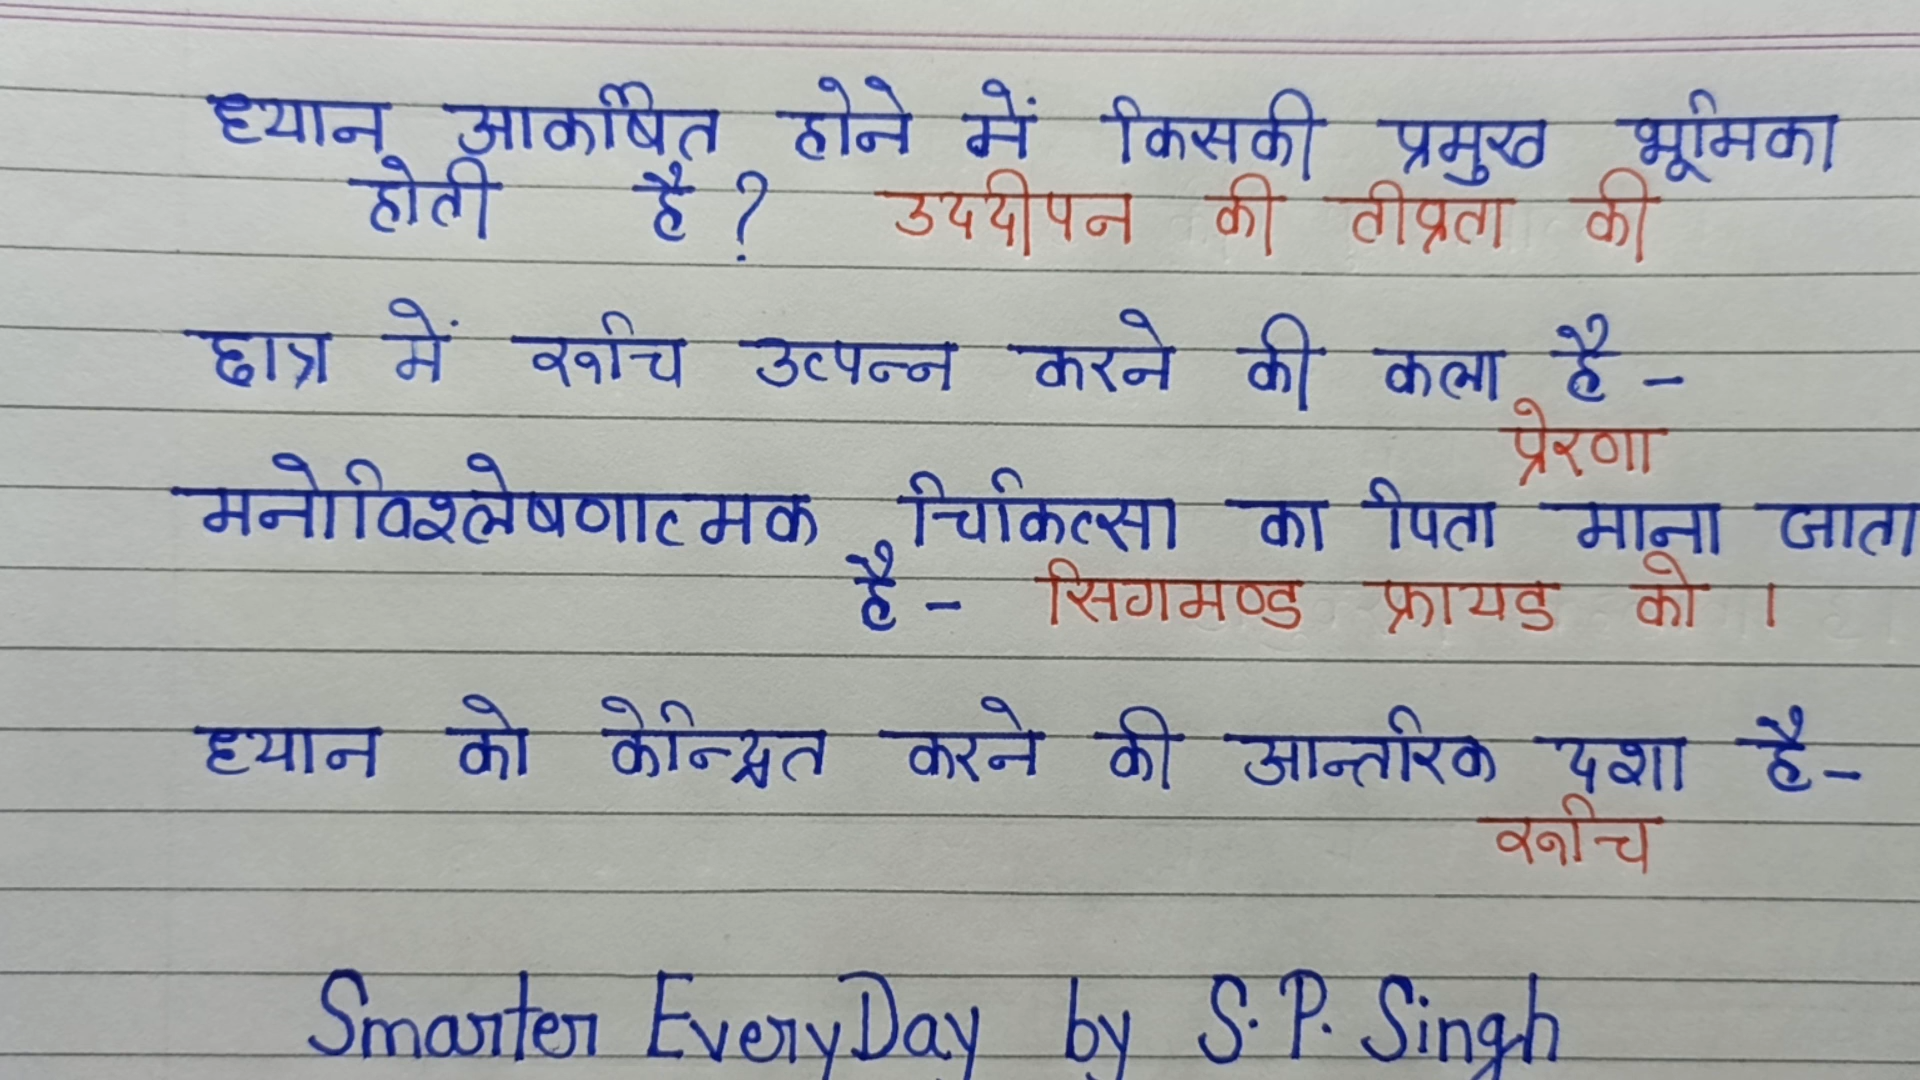 ध्यान आकर्षित होने में किसकी प्रमुख भूमिका
होती है? उददीपन की तीव्रता की
छात्र में रूचि उत्पन्न करने की कला है -
प्रेरणा
मनोविश्लेषणात्मक चिकित्सा का पिता माना जाता
है - सिगमण्ड फ्रायड को ।
ध्यान को केन्द्रित करने की आन्तरिक दशा है -
रूचि
Smarter EveryDay by S. P. Singh